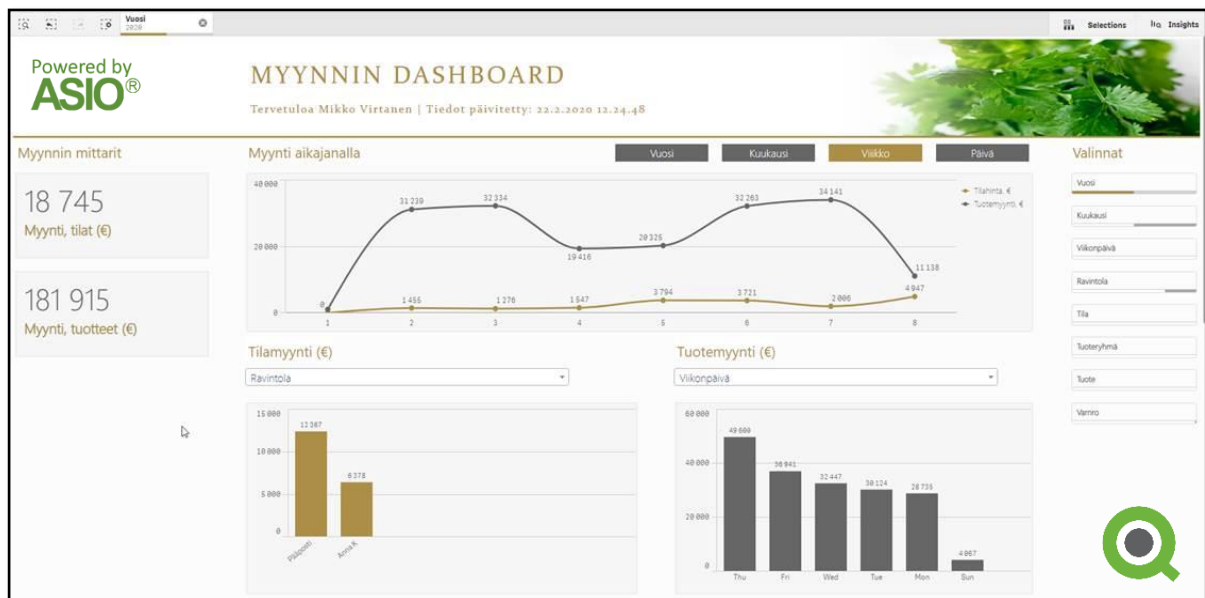 Vuosi
2020
Selections
Insights
Powered by
ASIO®
MYYNNIN DASHBOARD
Tervetuloa Mikko Virtanen | Tiedot päivitetty: 22.2.2020 12.24.48
Myynnin mittarit
18 745
Myynti, tilat (€)
181 915
Myynti, tuotteet (€)
Myynti aikajanalla
Vuosi
Kuukausi
Viikko
Päivä
40 000
20 000
0
Tilahinta, €
Tuotemyynti, €
0
31 239
32 334
19 416
20 325
32 263
34 141
11 138
1 455
1 276
1 547
3 794
3 721
2 006
4 947
1 2 3 4 5 6 7 8
Tilamyynti (€)
Ravintola
15 000
10 000
5 000
0
12 367
6 378
Pääposti
Anna K
Tuotemyynti (€)
Viikonpäivä
60 000
40 000
20 000
0
49 600
36 941
32 447
30 124
28 735
4 067
Thu Fri Wed Tue Mon Sun
Valinnat
Vuosi
Kuukausi
Viikonpäivä
Ravintola
Tila
Tuoteryhmä
Tuote
Varnro